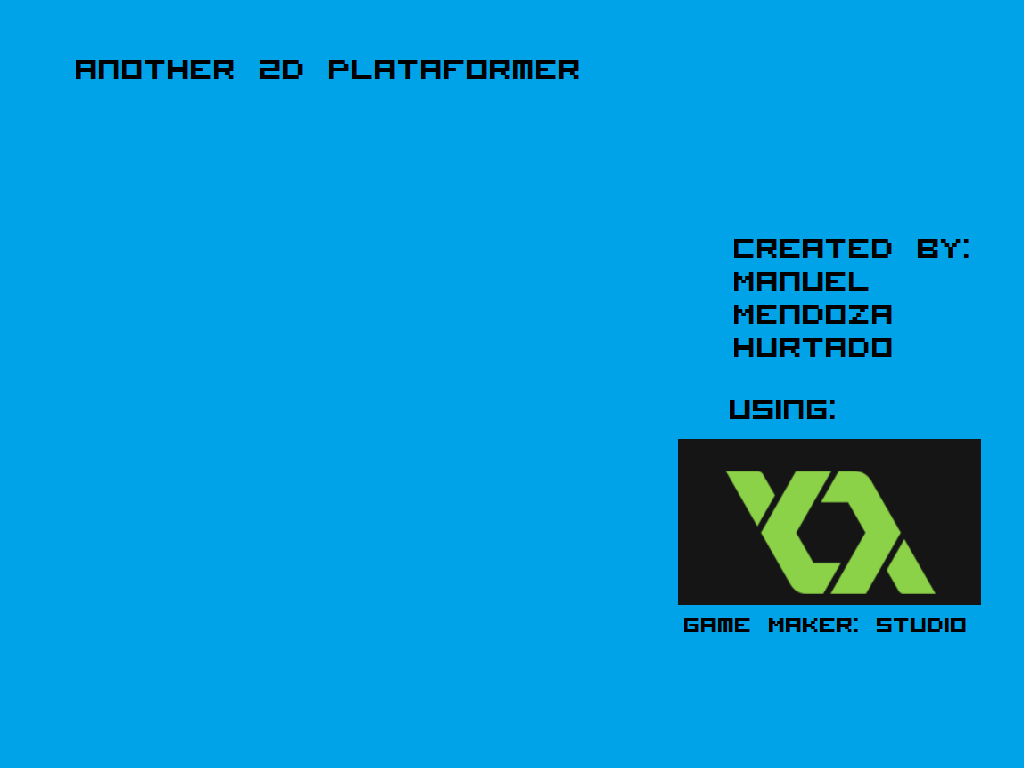 ANOTHER 2D PLATAFORMER
CREATED BY:
MANUEL
MENDOZA
HURTADO
USING:
GAME MAKER: STUDIO